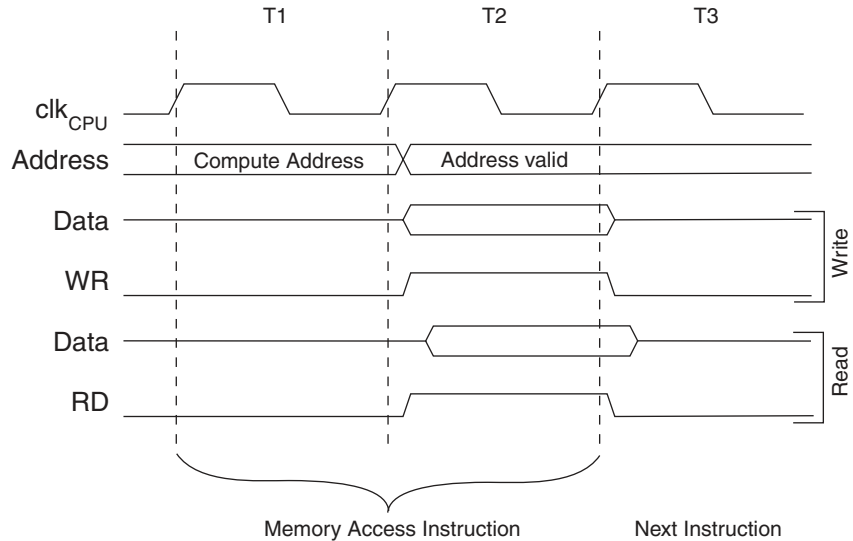 T1 T2 T3
clkCPU
Address Compute Address Address valid
Data
WR
Write
Data
RD
Read
Memory Access Instruction Next Instruction